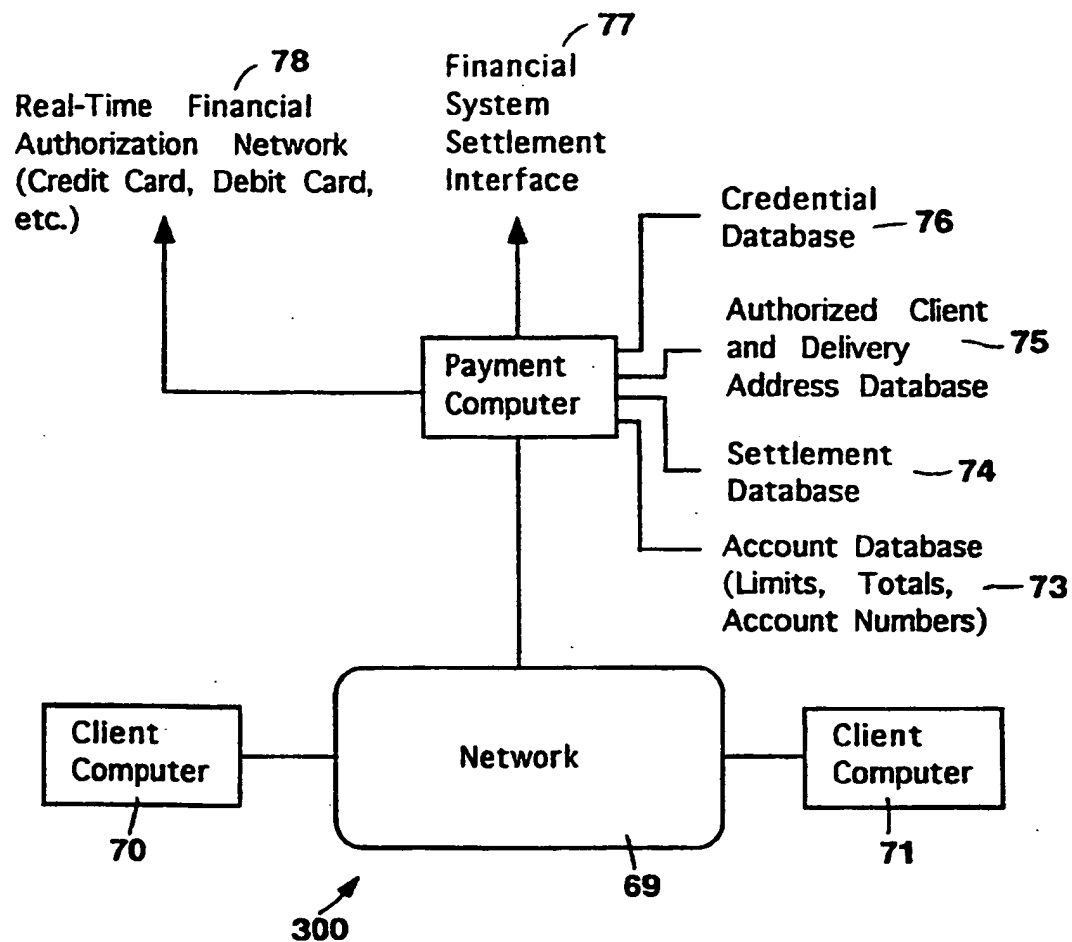 77
78
Financial
System
Settlement
Interface
Real-Time Financial
Authorization Network
(Credit Card, Debit Card,
etc.)
Credential
Database
76
Authorized Client
and Delivery
Address Database
75
Payment
Computer
Settlement
Database
74
Account Database
(Limits, Totals,
Account Numbers)
73
Client
Computer
Network
Client
Computer
70
69
71
300